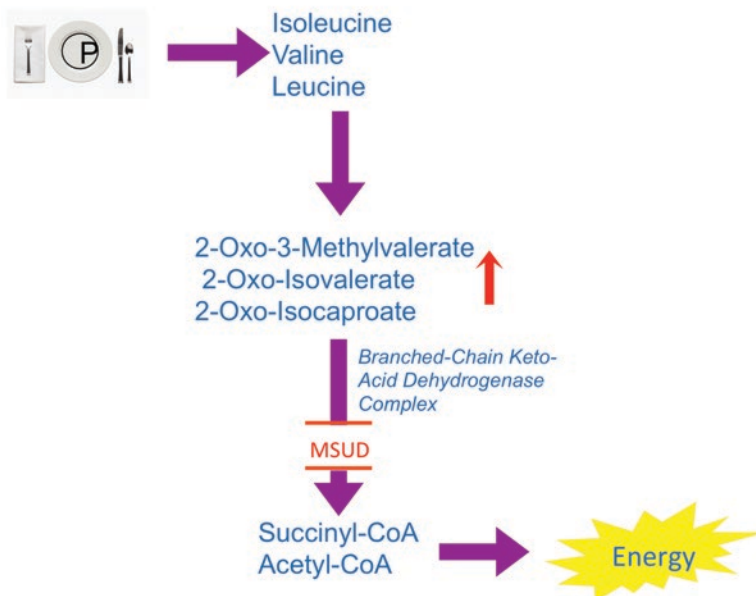 P
Isoleucine
Valine
Leucine
2-Oxo-3-Methylvalerate
2-Oxo-Isovalerate
2-Oxo-Isocaproate
Branched-Chain Keto-
Acid Dehydrogenase
Complex
MSUD
Succinyl-CoA
Acetyl-CoA
Energy